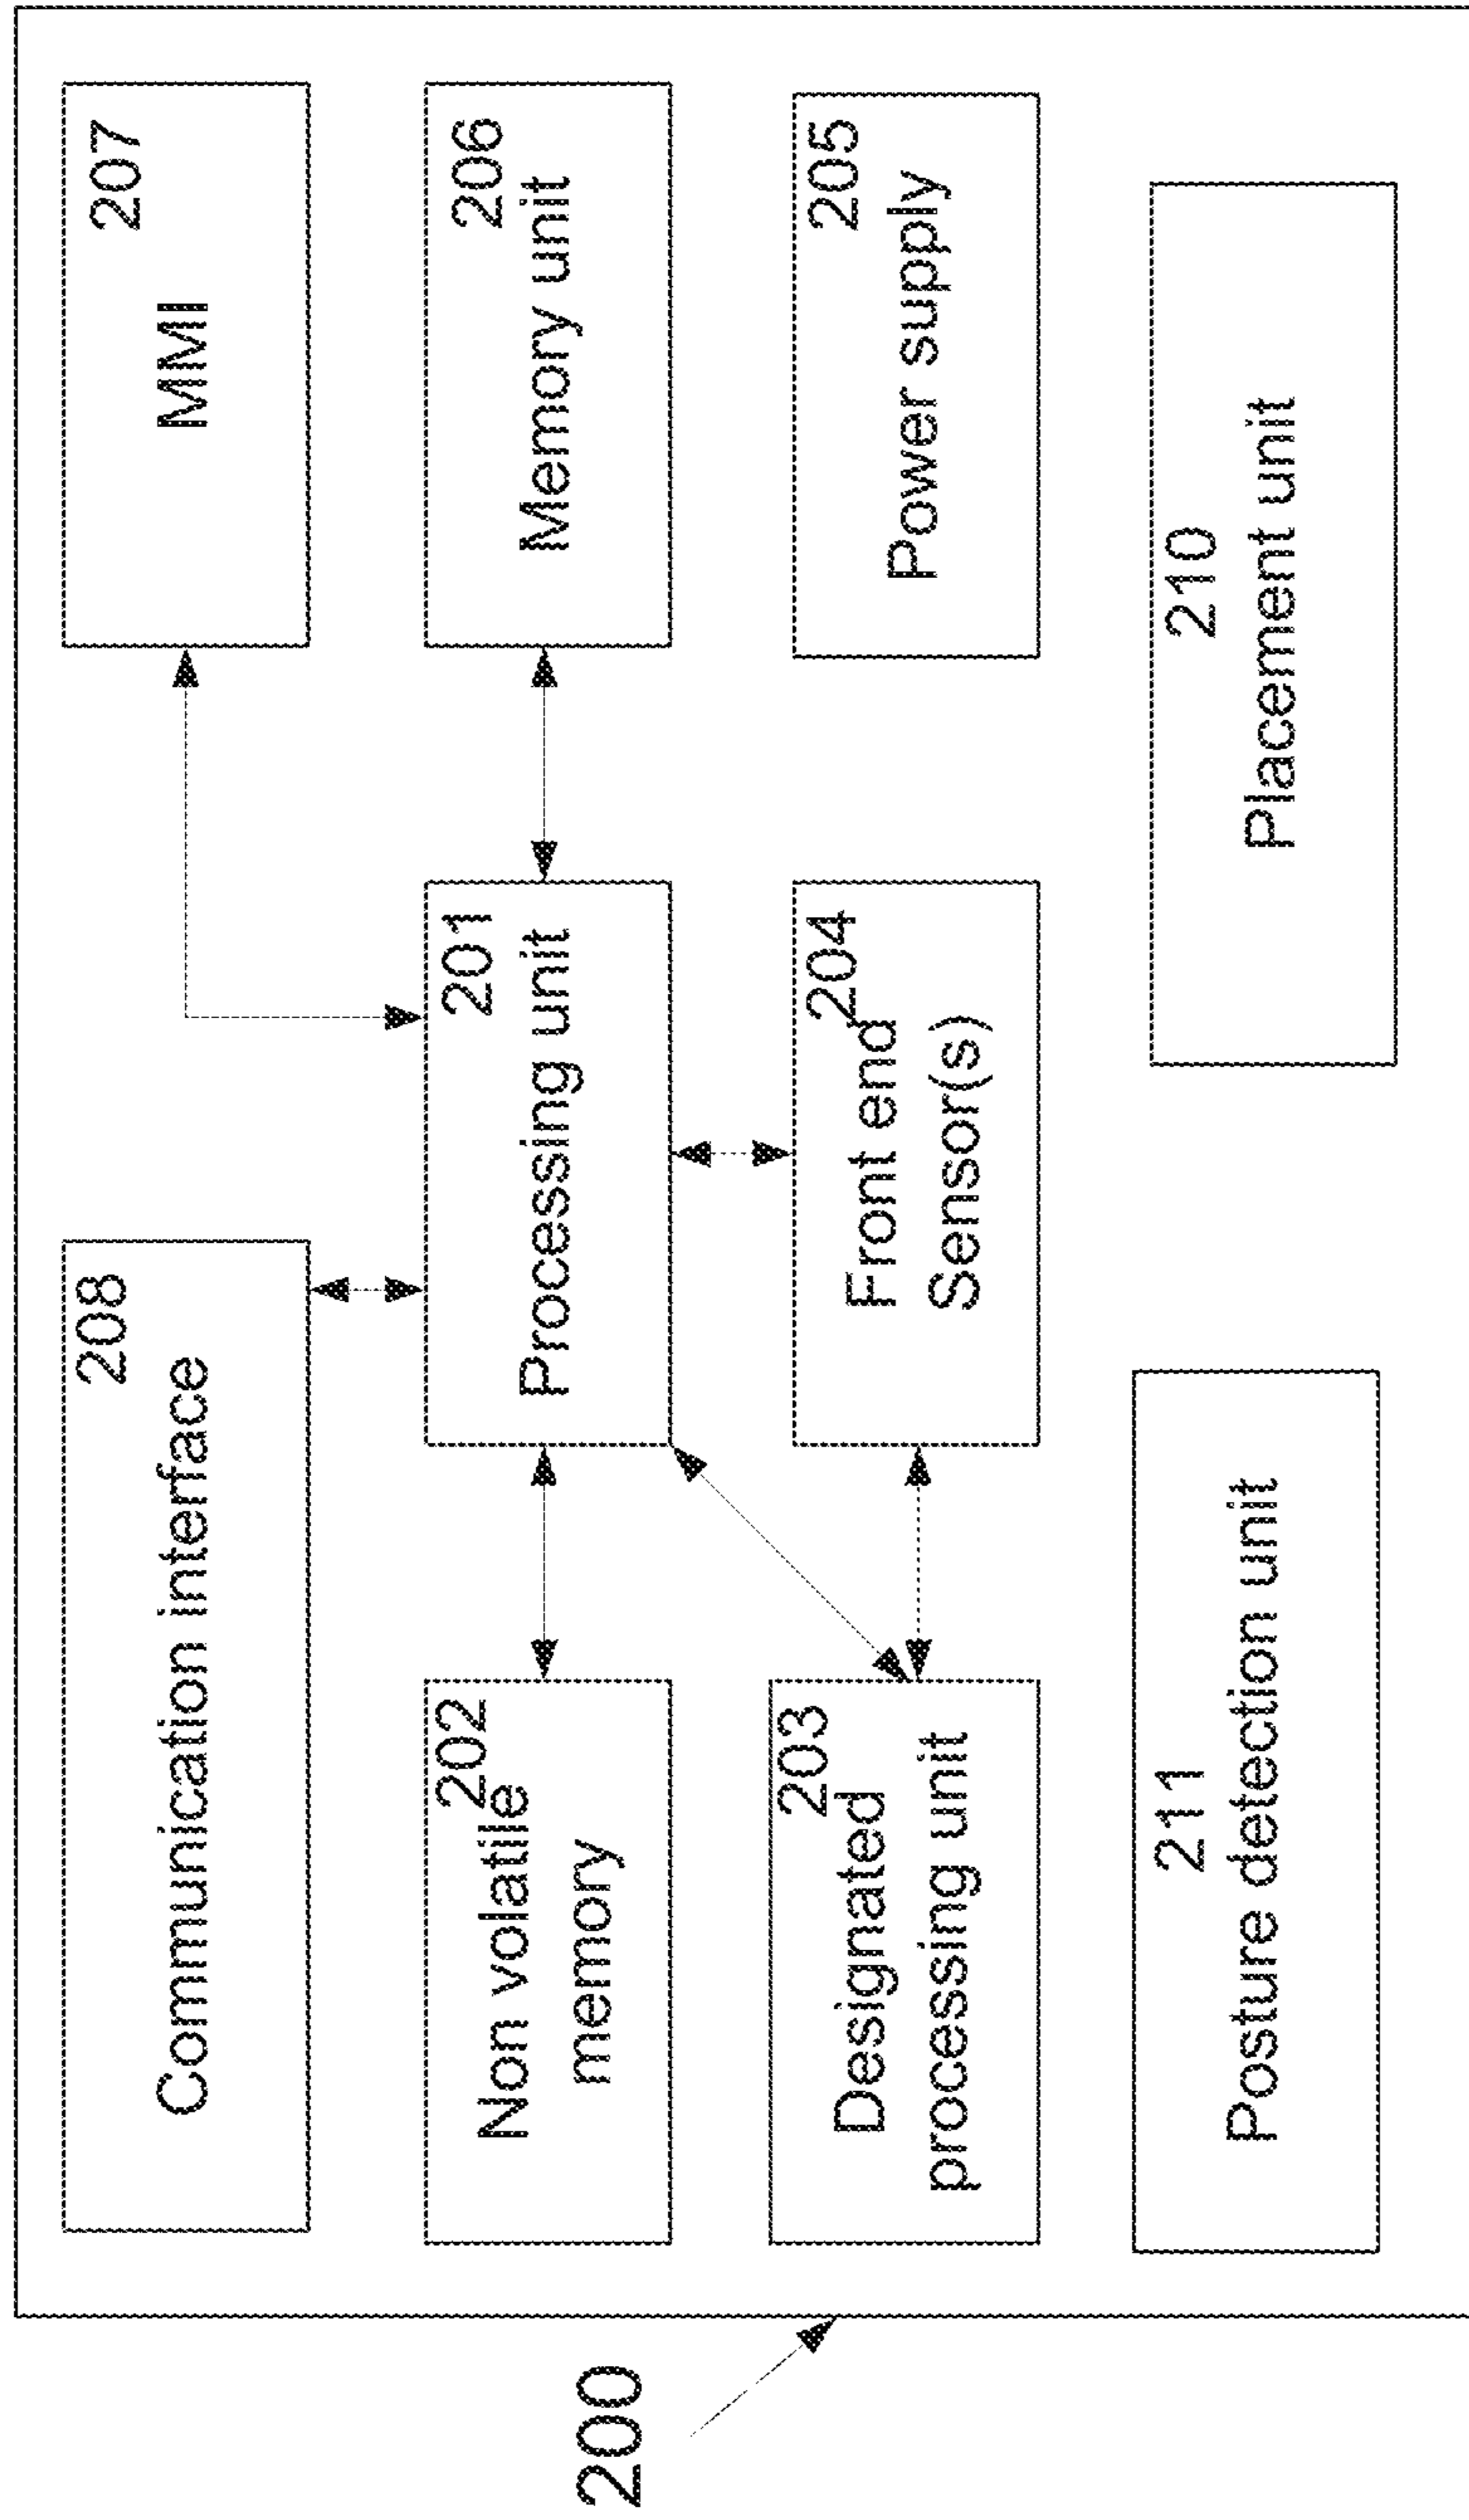 200
208
Communication interface
207
MMI
202
Non volatile
memory
201
Processing unit
206
Memory unit
203
Designated
processing unit
204
Front end
Sensor(s)
205
Power supply
211
Posture detection unit
210
Placement unit